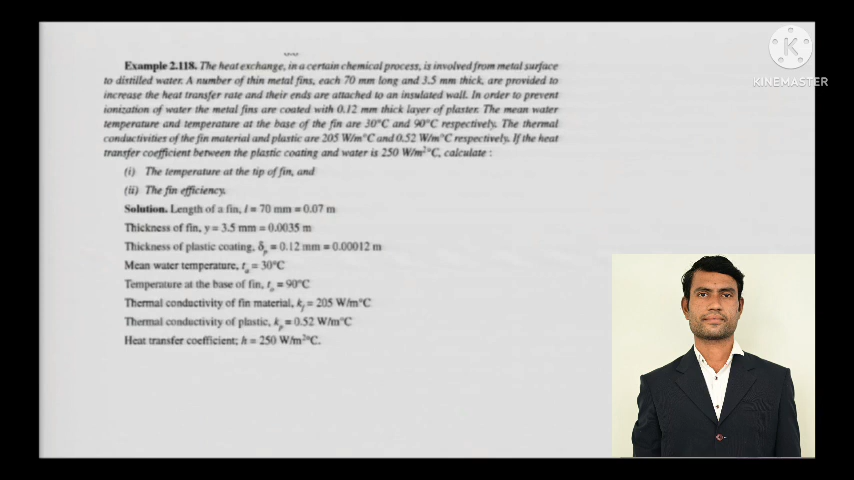 Example 2.118. The heat exchange, in a certain chemical process, is involved from metal surface
to distilled water. A number of thin metal fins, each 70 mm long and 3.5 mm thick, are provided to
increase the heat transfer rate and their ends are attached to an insulated wall. In order to prevent
ionization of water the metal fins are coated with 0.12 mm thick layer of plaster. The mean water
temperature and temperature at the base of the fin are 30°C and 90°C respectively. The thermal
conductivities of the fin material and plastic are 205 W/m°C and 0.52 W/m°C respectively. If the heat
transfer coefficient between the plastic coating and water is 250 W/m²°C, calculate :
(i) The temperature at the tip of fin, and
(ii) The fin efficiency.
Solution. Length of a fin, l = 70 mm = 0.07 m
Thickness of fin, y = 3.5 mm = 0.0035 m
Thickness of plastic coating, δp = 0.12 mm = 0.00012 m
Mean water temperature, ta = 30°C
Temperature at the base of fin, to = 90°C
Thermal conductivity of fin material, kf = 205 W/m°C
Thermal conductivity of plastic, kp = 0.52 W/m°C
Heat transfer coefficient; h = 250 W/m²°C.
K
KINEMASTER